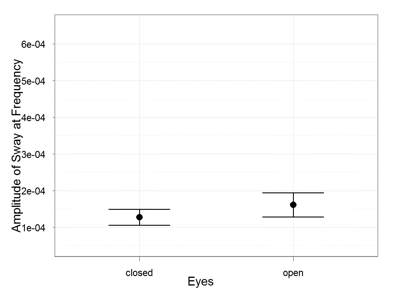 Amplitude of Sway at Frequency
6e-04
5e-04
4e-04
3e-04
2e-04
1e-04
closed
open
Eyes